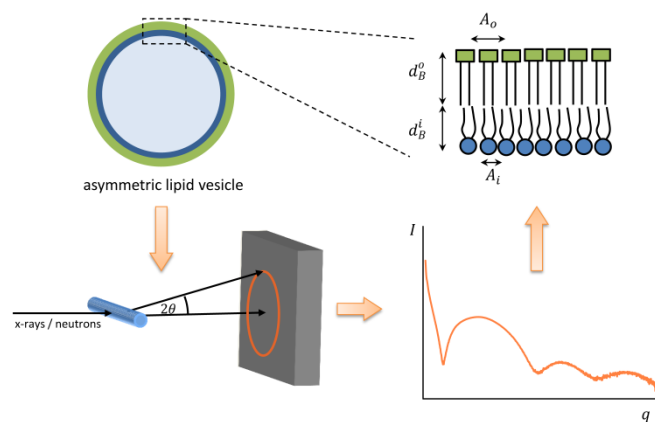 A_o
d_B^o
d_B^i
A_i
asymmetric lipid vesicle
x-rays / neutrons
2θ
I
q